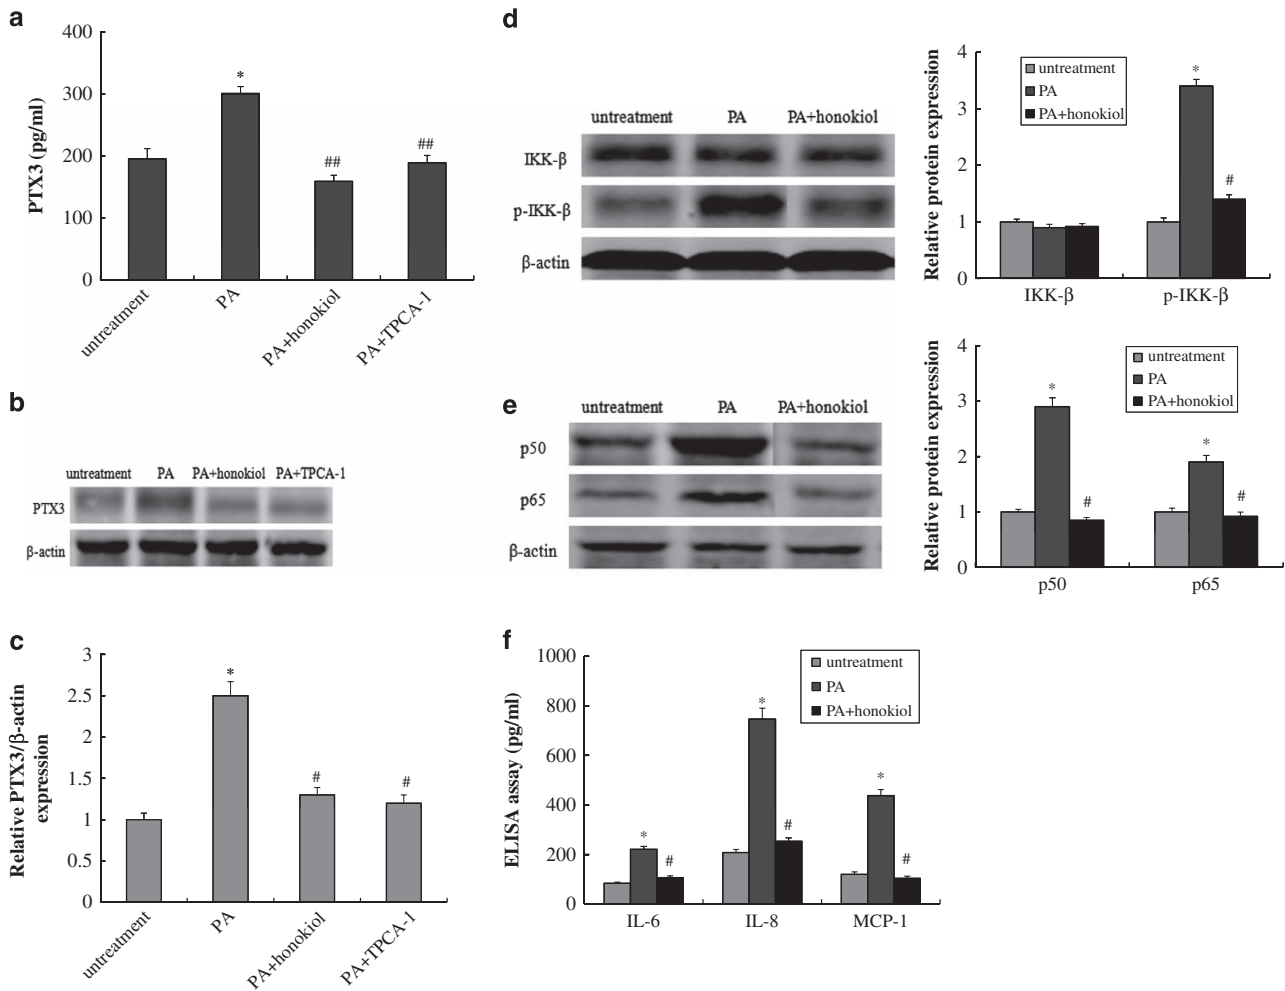 a
400
300
200
100
0
PTX3 (pg/ml)
*
##
##
untreatment
PA
PA+honokiol
PA+TPCA-1
b
untreatment PA PA+honokiol PA+TPCA-1
PTX3
β-actin
c
3
2.5
2
1.5
1
0.5
0
Relative PTX3/β-actin
expression
*
#
#
untreatment
PA
PA+honokiol
PA+TPCA-1
d
untreatment PA PA+honokiol
IKK-β
p-IKK-β
β-actin
4
3
2
1
0
Relative protein expression
untreatment
PA
PA+honokiol
*
#
IKK-β p-IKK-β
e
untreatment PA PA+honokiol
p50
p65
β-actin
4
3
2
1
0
Relative protein expression
untreatment
PA
PA+honokiol
*
#
*
#
p50 p65
f
1000
800
600
400
200
0
ELISA assay (pg/ml)
untreatment
PA
PA+honokiol
*
#
*
#
*
#
IL-6 IL-8 MCP-1